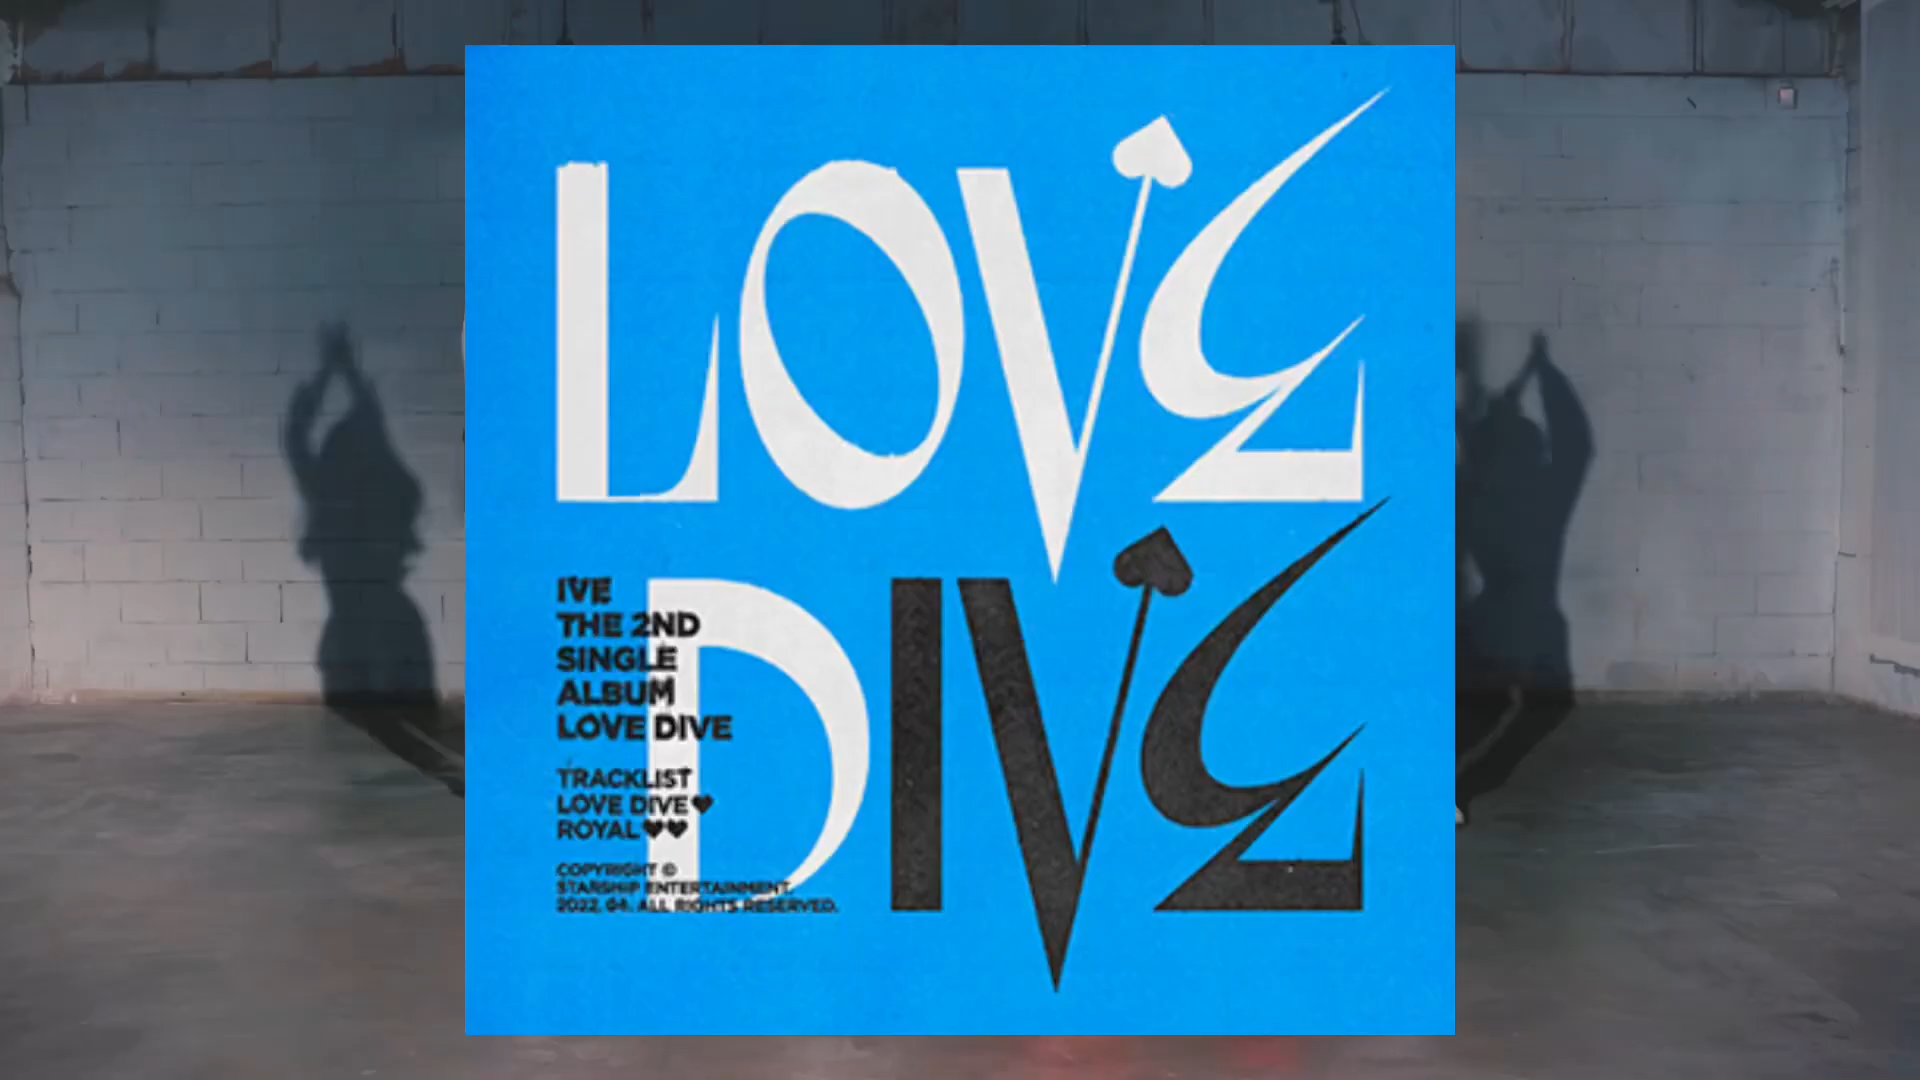 LOVE
DIVE
IVE
THE 2ND
SINGLE
ALBUM
LOVE DIVE
TRACKLIST
LOVE DIVE♥
ROYAL♥♥
COPYRIGHT ©
STARSHIP ENTERTAINMENT.
2022. 04. ALL RIGHTS RESERVED.